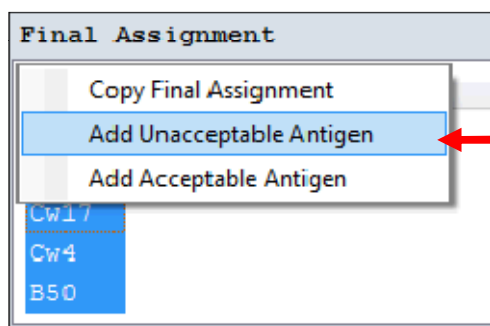 Final Assignment
Copy Final Assignment
Add Unacceptable Antigen
Add Acceptable Antigen
Cw17
Cw4
B50